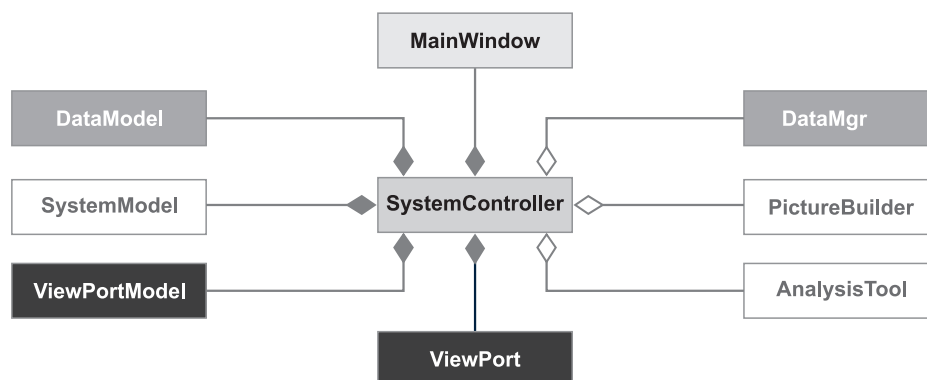 MainWindow
DataModel
DataMgr
SystemModel
SystemController
PictureBuilder
ViewPortModel
AnalysisTool
ViewPort